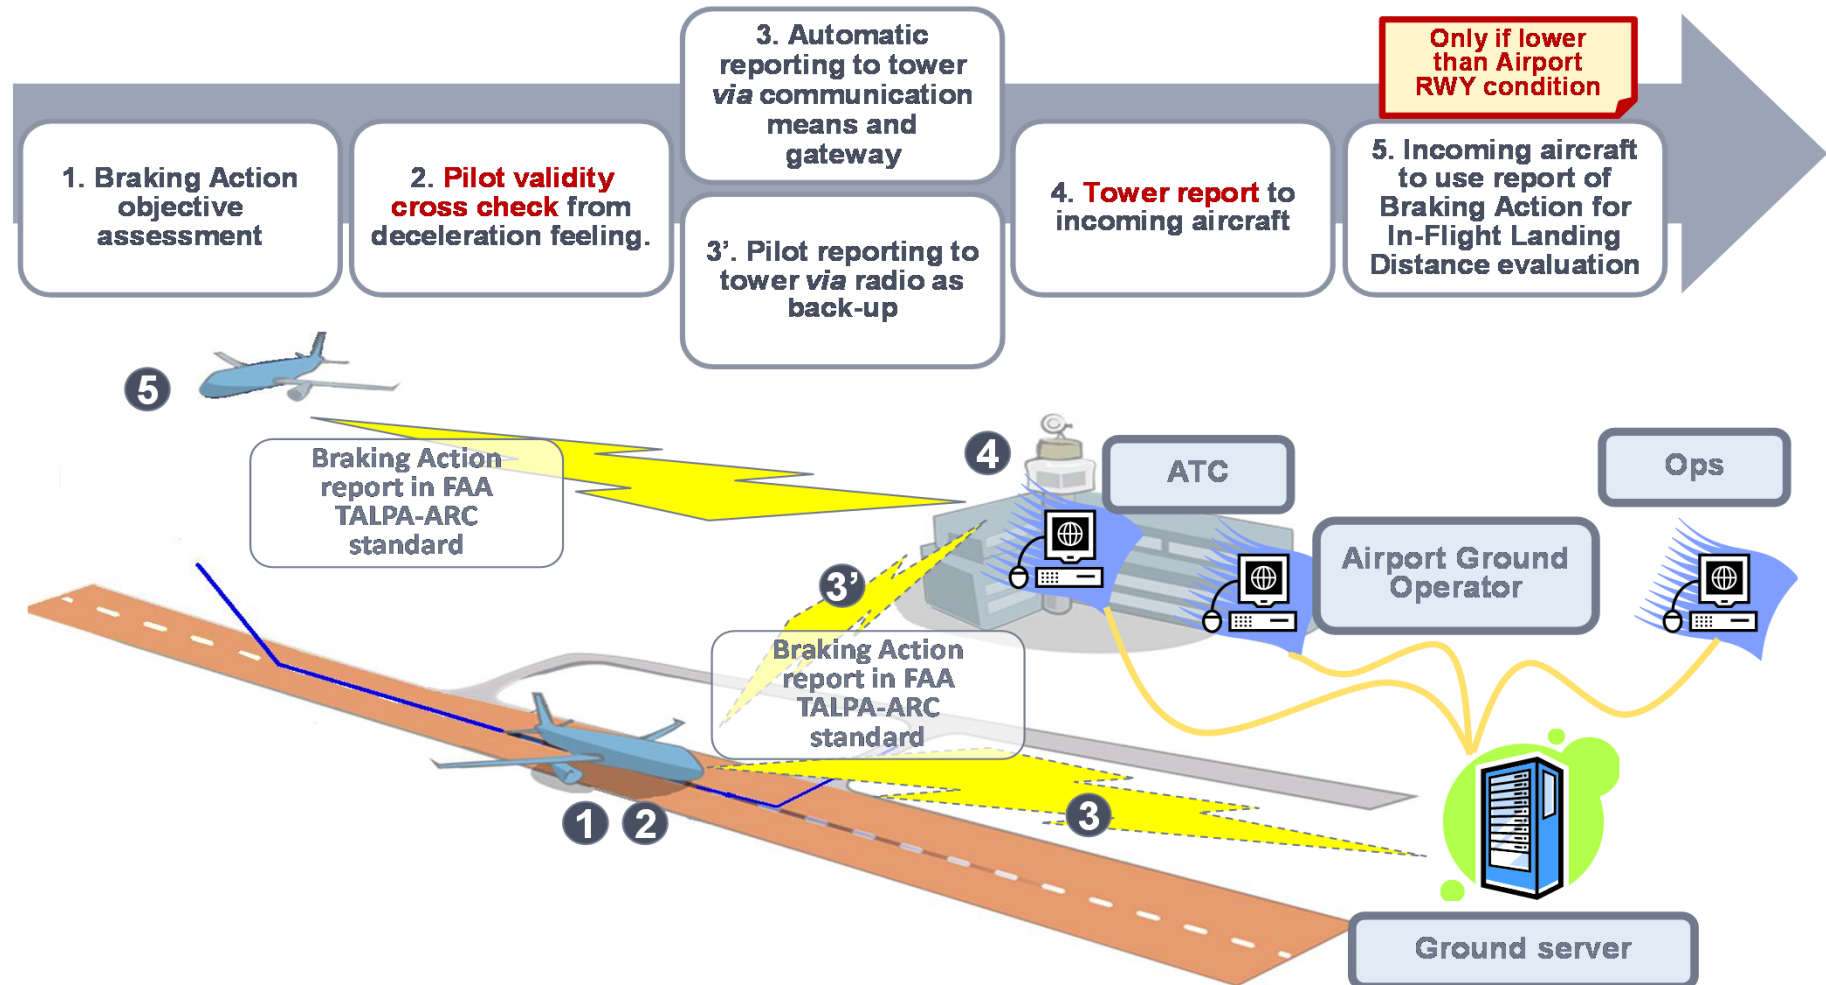 1. Braking Action
objective
assessment
2. Pilot validity
cross check from
deceleration feeling.
3. Automatic
reporting to tower
via communication
means and
gateway
3’. Pilot reporting to
tower via radio as
back-up
4. Tower report to
incoming aircraft
Only if lower
than Airport
RWY condition
5. Incoming aircraft
to use report of
Braking Action for
In-Flight Landing
Distance evaluation
5
Braking Action
report in FAA
TALPA-ARC
standard
4
ATC
Ops
Airport Ground
Operator
3’
Braking Action
report in FAA
TALPA-ARC
standard
1
2
3
Ground server